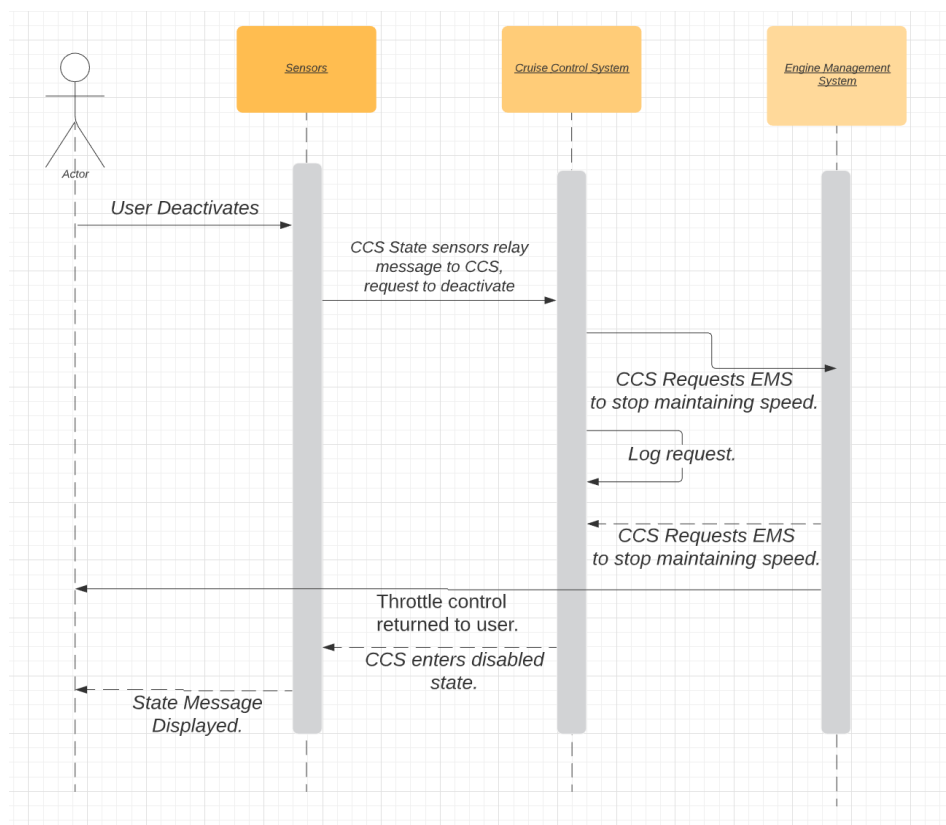 Sensors
Cruise Control System
Engine Management
System
Actor
User Deactivates
CCS State sensors relay
message to CCS,
request to deactivate
CCS Requests EMS
to stop maintaining speed.
Log request.
CCS Requests EMS
to stop maintaining speed.
Throttle control
returned to user.
CCS enters disabled
state.
State Message
Displayed.